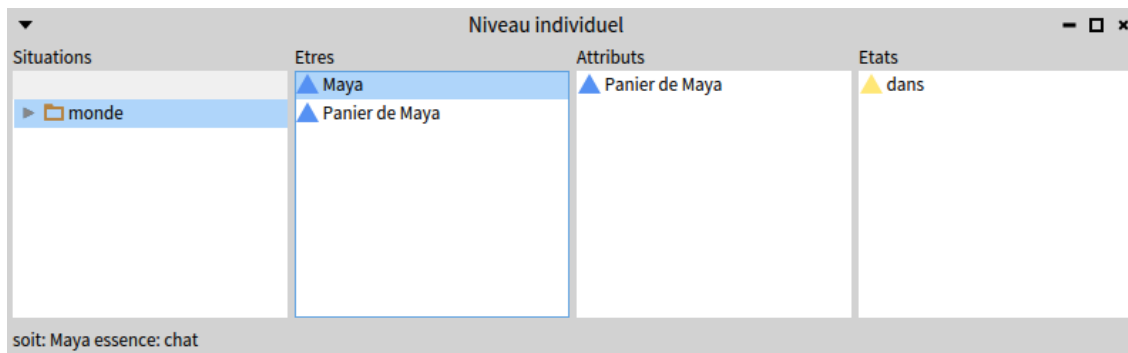 Niveau individuel
Situations Etres Attributs Etats
Maya Panier de Maya dans
monde Panier de Maya
soit: Maya essence: chat